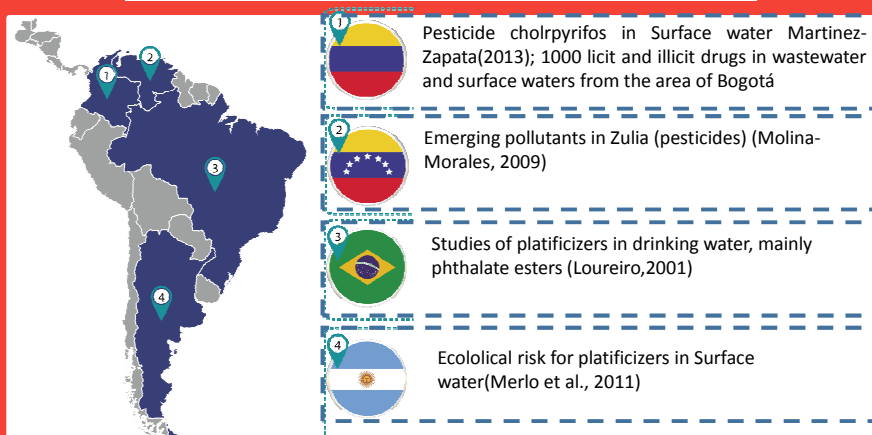 1
Pesticide cholrpyrifos in Surface water Martinez-
Zapata(2013); 1000 licit and illicit drugs in wastewater
and surface waters from the area of Bogotá
2
Emerging pollutants in Zulia (pesticides) (Molina-
Morales, 2009)
3
Studies of platificizers in drinking water, mainly
phthalate esters (Loureiro,2001)
4
Ecololical risk for platificizers in Surface
water(Merlo et al., 2011)
2
1
3
4